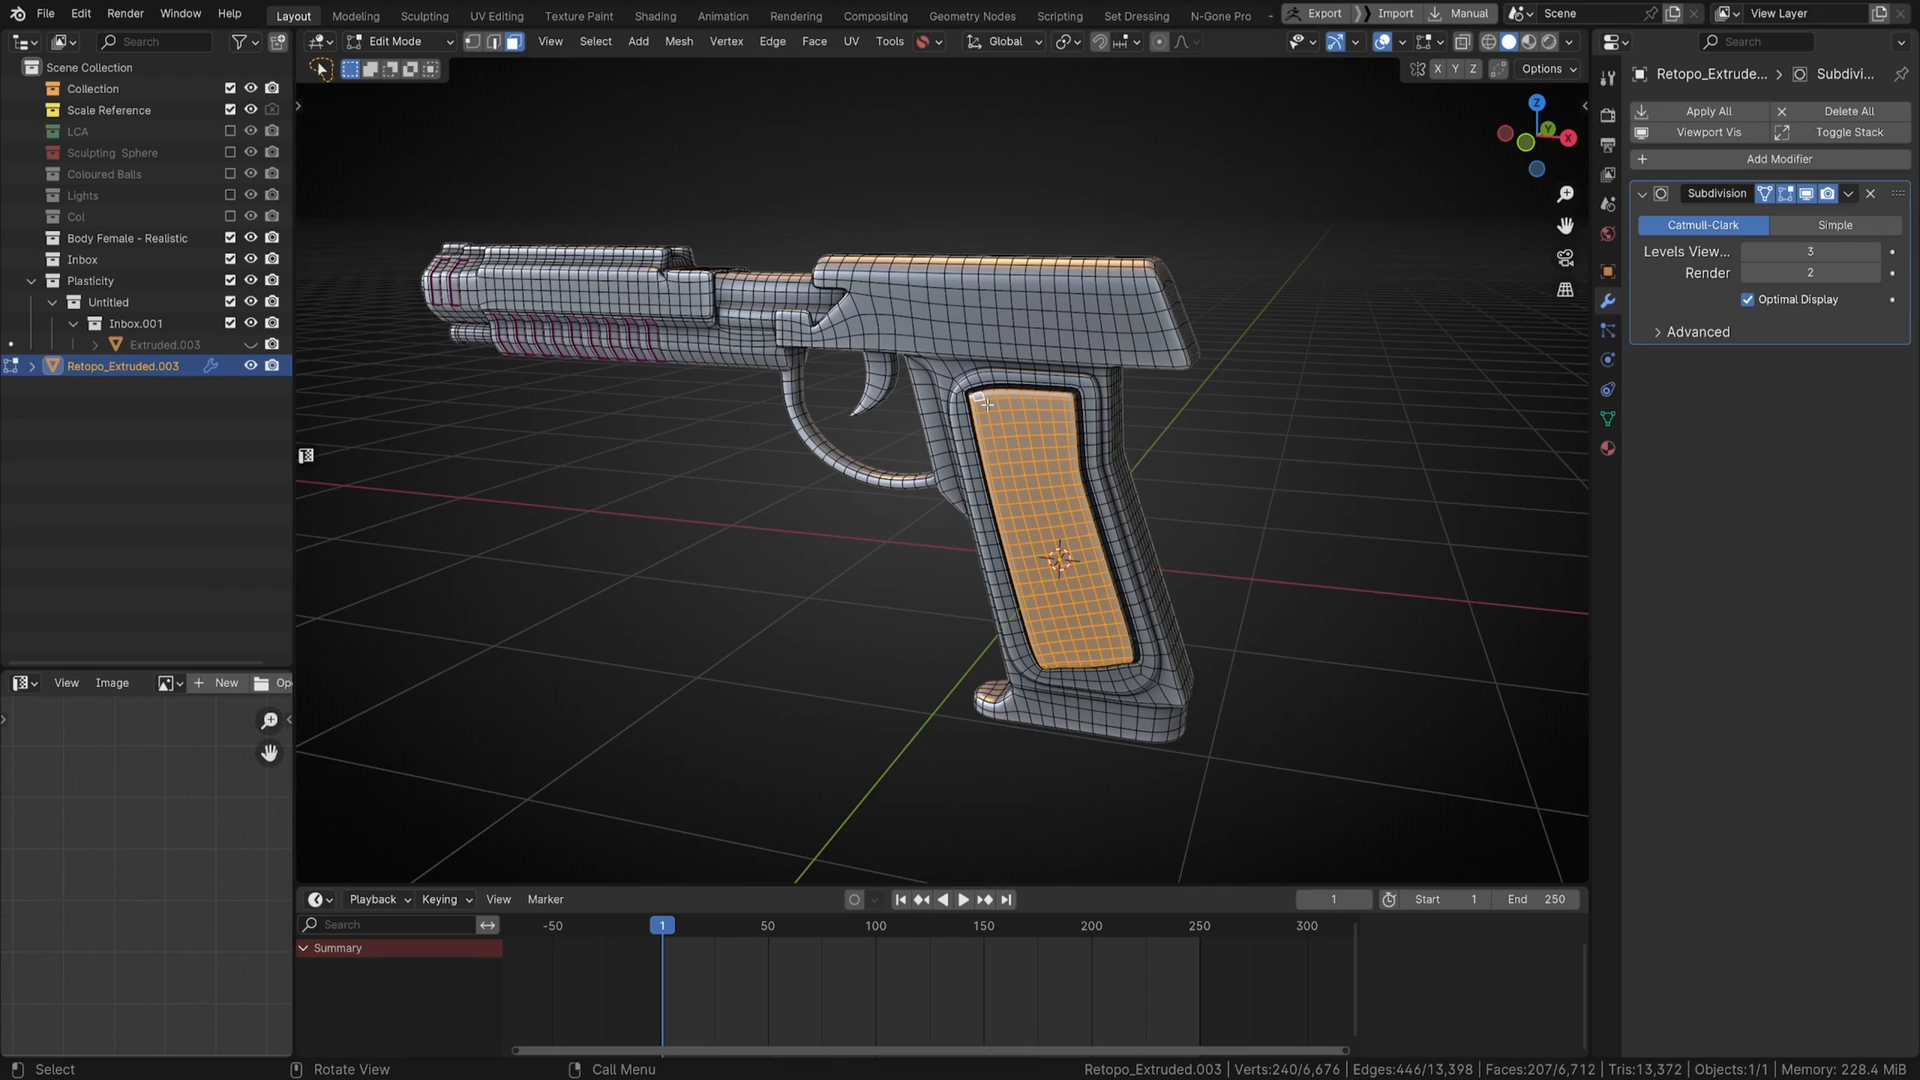 File Edit Render Window Help Layout Modeling Sculpting UV Editing Texture Paint Shading Animation Rendering Compositing Geometry Nodes Scripting Set Dressing N-Gone Pro Export Import Manual Scene View Layer
Search Edit Mode View Select Add Mesh Vertex Edge Face UV Tools Global Search
Scene Collection X Y Z Options Retopo_Extrude... Subdivi...
Collection
Scale Reference Apply All Delete All
LCA Viewport Vis Toggle Stack
Sculpting Sphere Add Modifier
Coloured Balls
Lights Subdivision
Col Catmull-Clark Simple
Body Female - Realistic Levels View... 3
Inbox Render 2
Plasticity Optimal Display
Untitled
Inbox.001 Advanced
Extruded.003
Retopo_Extruded.003
Z Y X
View Image New Op
Playback Keying View Marker 1 Start 1 End 250
Search -50 1 50 100 150 200 250 300
Summary
Select Rotate View Call Menu Retopo_Extruded.003 | Verts:240/6,676 | Edges:446/13,398 | Faces:207/6,712 | Tris:13,372 | Objects:1/1 | Memory: 228.4 MiB